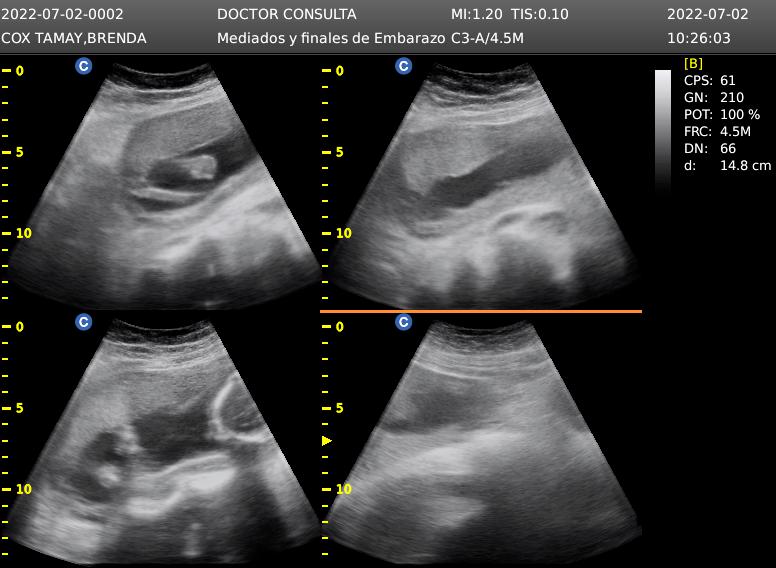 2022-07-02-0002 DOCTOR CONSULTA MI:1.20 TIS:0.10 2022-07-02
COX TAMAY,BRENDA Mediados y finales de Embarazo C3-A/4.5M 10:26:03
[B]
CPS: 61
GN: 210
POT: 100 %
FRC: 4.5M
DN: 66
d: 14.8 cm
C
0
5
10
C
0
5
10
C
0
5
10
C
0
5
10